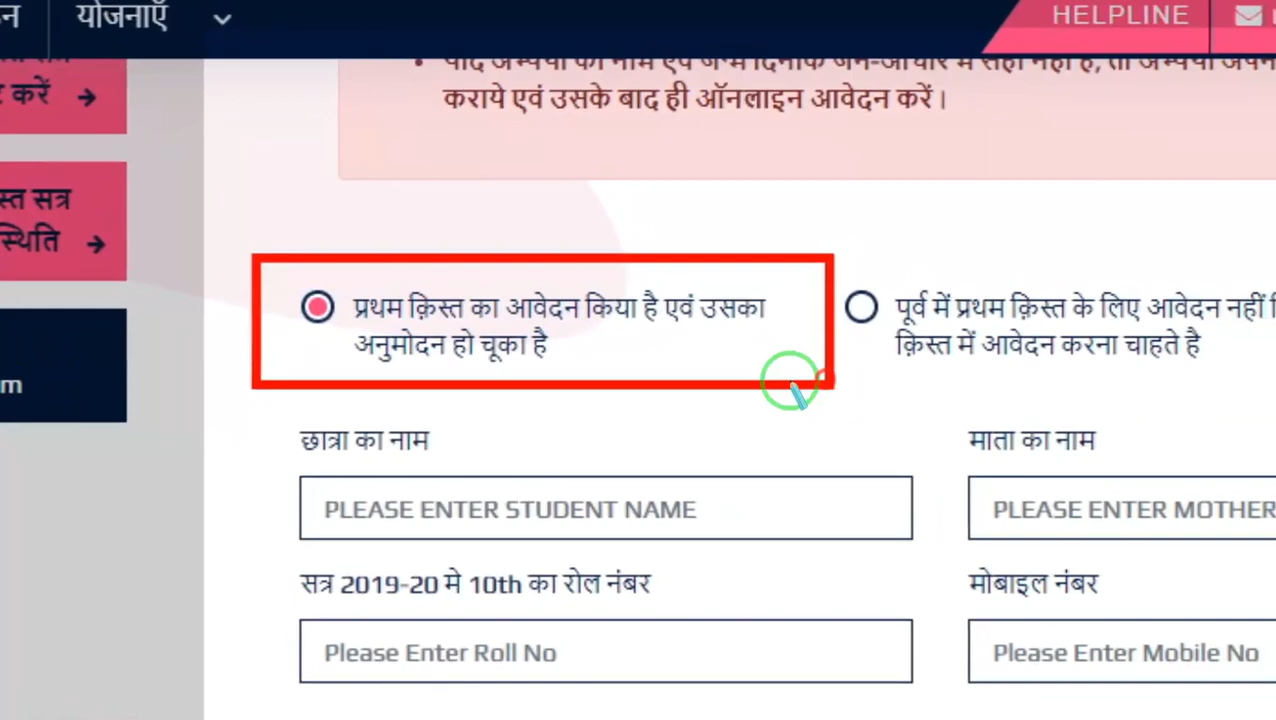 योजनाएँ
HELPLINE
करें
कराये एवं उसके बाद ही ऑनलाइन आवेदन करें।
सत्र
स्थिति
प्रथम क़िस्त का आवेदन किया है एवं उसका
अनुमोदन हो चूका है
पूर्व में प्रथम क़िस्त के लिए आवेदन नहीं
क़िस्त में आवेदन करना चाहते है
छात्रा का नाम
माता का नाम
PLEASE ENTER STUDENT NAME
PLEASE ENTER MOTHER
सत्र 2019-20 मे 10th का रोल नंबर
मोबाइल नंबर
Please Enter Roll No
Please Enter Mobile No